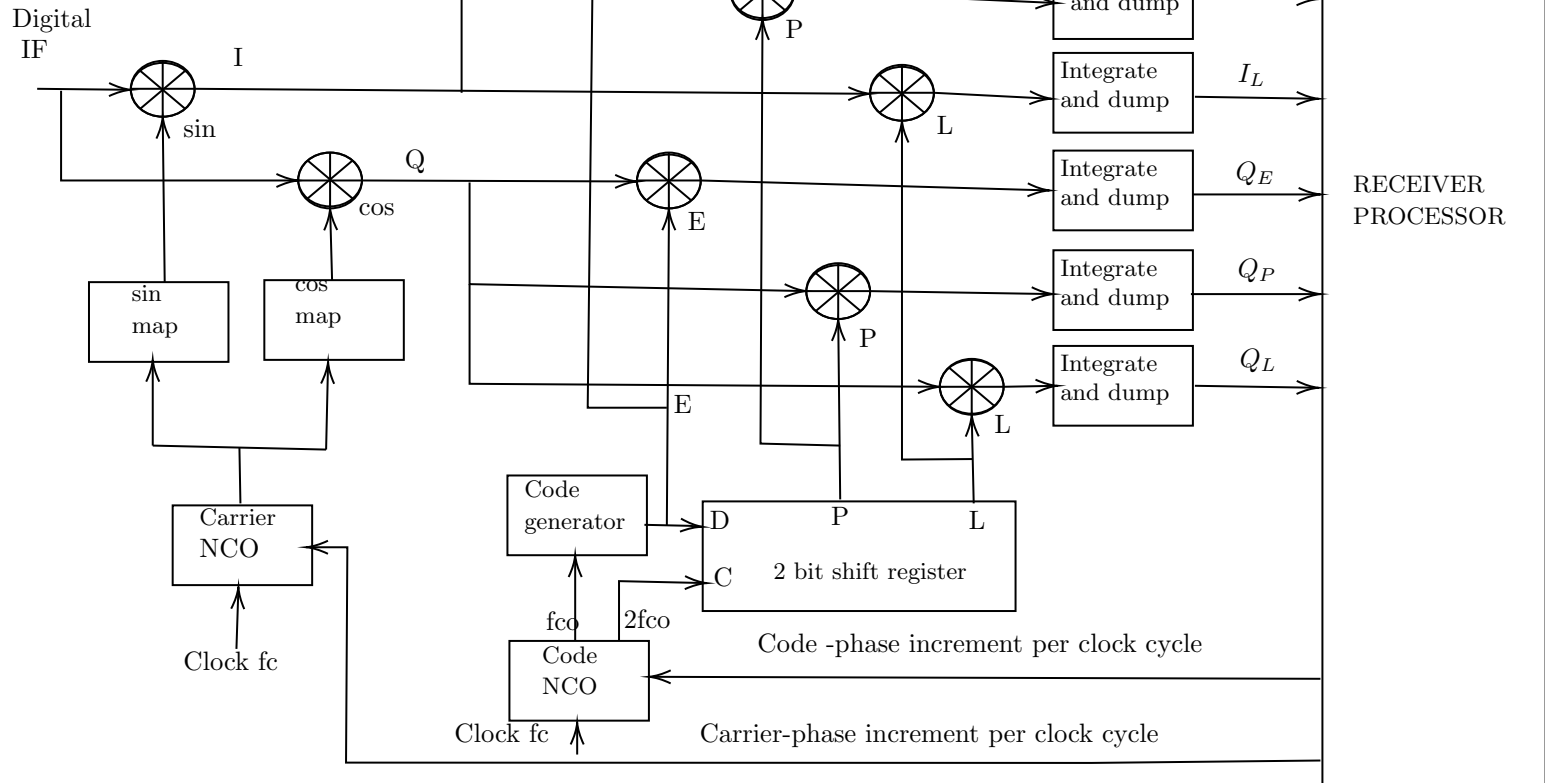 Digital
IF
and dump
P
I
sin
Integrate
and dump
I_L
L
Q
cos
Integrate
and dump
Q_E
E
RECEIVER
PROCESSOR
sin
map
cos
map
Integrate
and dump
Q_P
P
Integrate
and dump
Q_L
E
L
Carrier
NCO
Code
generator
D
P
L
C
2 bit shift register
fco
2fco
Clock fc
Code
NCO
Code -phase increment per clock cycle
Clock fc
Carrier-phase increment per clock cycle